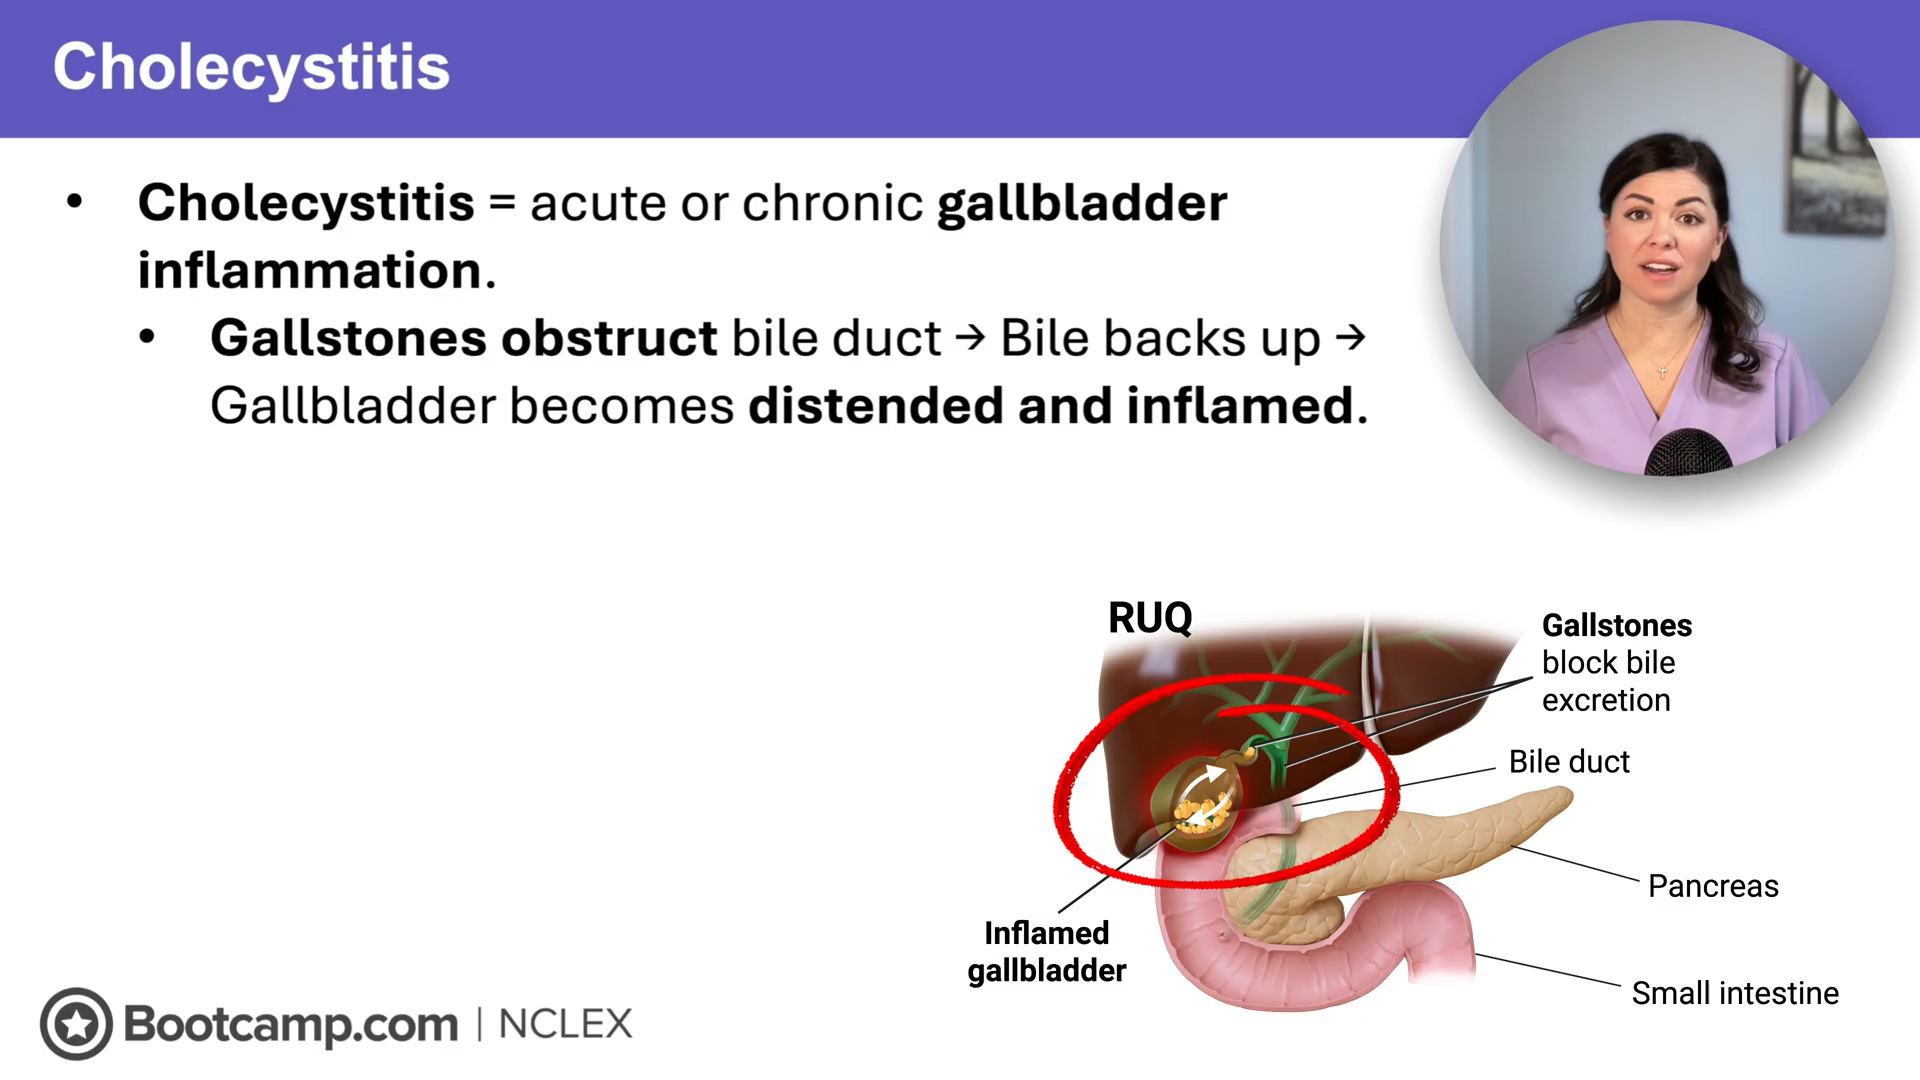 Cholecystitis
• Cholecystitis = acute or chronic gallbladder
inflammation.
• Gallstones obstruct bile duct → Bile backs up →
Gallbladder becomes distended and inflamed.
RUQ
Gallstones
block bile
excretion
Bile duct
Pancreas
Inflamed
gallbladder
Small intestine
Bootcamp.com | NCLEX